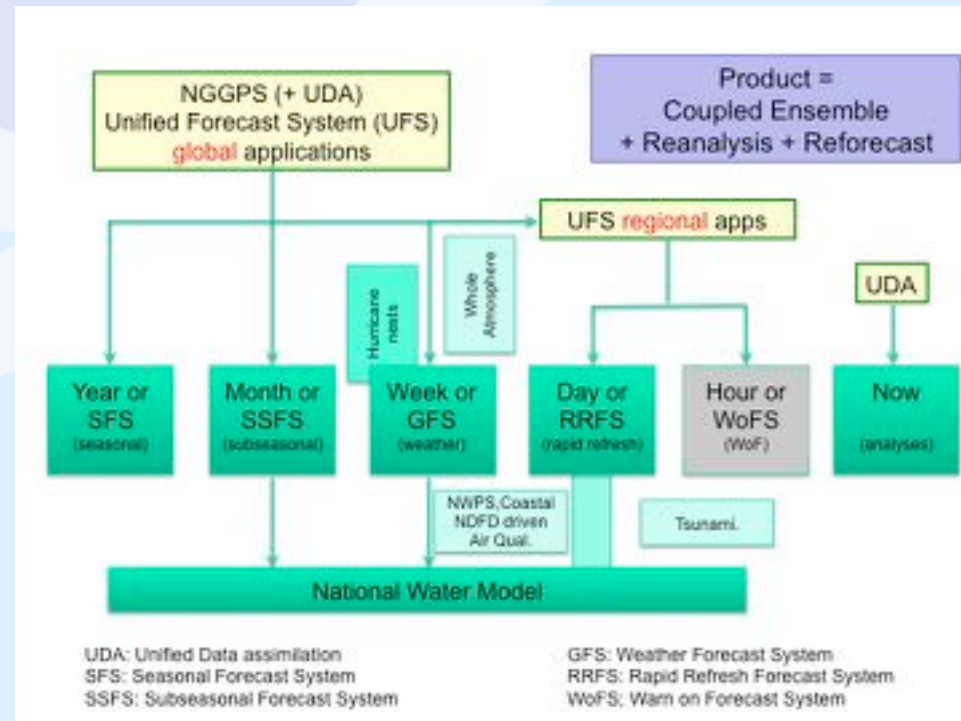 NGGPS (+ UDA)
Unified Forecast System (UFS)
global applications
Product =
Coupled Ensemble
+ Reanalysis + Reforecast
UFS regional apps
UDA
Hurricane
nests
Whole
Atmosphere
Year or
SFS
(seasonal)
Month or
SSFS
(subseasonal)
Week or
GFS
(weather)
Day or
RRFS
(rapid refresh)
Hour or
WoFS
(WoF)
Now
(analyses)
NWPS,Coastal
NDFD driven
Air Qual.
Tsunami.
National Water Model
UDA: Unified Data assimilation
SFS: Seasonal Forecast System
SSFS: Subseasonal Forecast System
GFS: Weather Forecast System
RRFS: Rapid Refresh Forecast System
WoFS; Warn on Forecast System